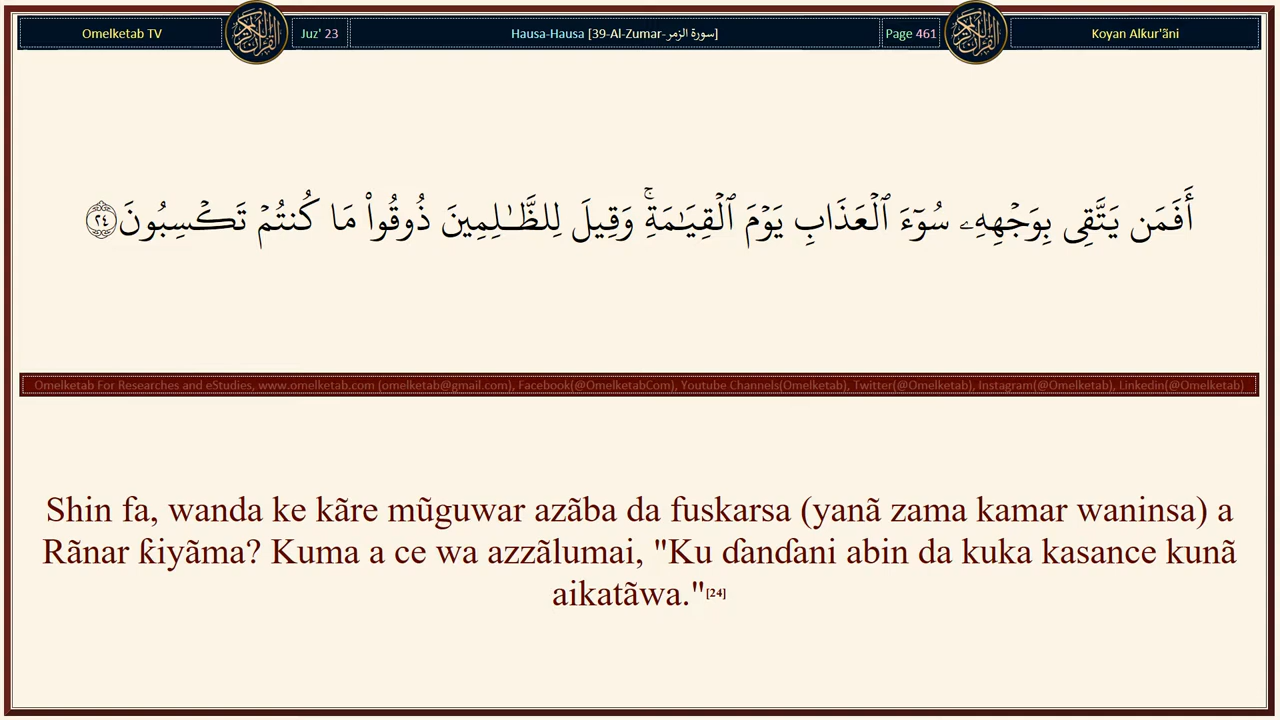 Omelketab TV
Juz' 23
Hausa-Hausa [39-Al-Zumar-سورة الزمر]
Page 461
Koyan Alƙur'ãni
أَفَمَن يَتَّقِى بِوَجْهِهِۦ سُوٓءَ ٱلْعَذَابِ يَوْمَ ٱلْقِيَـٰمَةِ ۚ وَقِيلَ لِلظَّـٰلِمِينَ ذُوقُوا۟ مَا كُنتُمْ تَكْسِبُونَ ٢٤
Omelketab For Researches and eStudies, www.omelketab.com (omelketab@gmail.com), Facebook(@OmelketabCom), Youtube Channels(Omelketab), Twitter(@Omelketab), Instagram(@Omelketab), Linkedin(@Omelketab)
Shin fa, wanda ke kãre mũguwar azãba da fuskarsa (yanã zama kamar waninsa) a
Rãnar ƙiyãma? Kuma a ce wa azzãlumai, "Ku ɗanɗani abin da kuka kasance kunã
aikatãwa."[24]